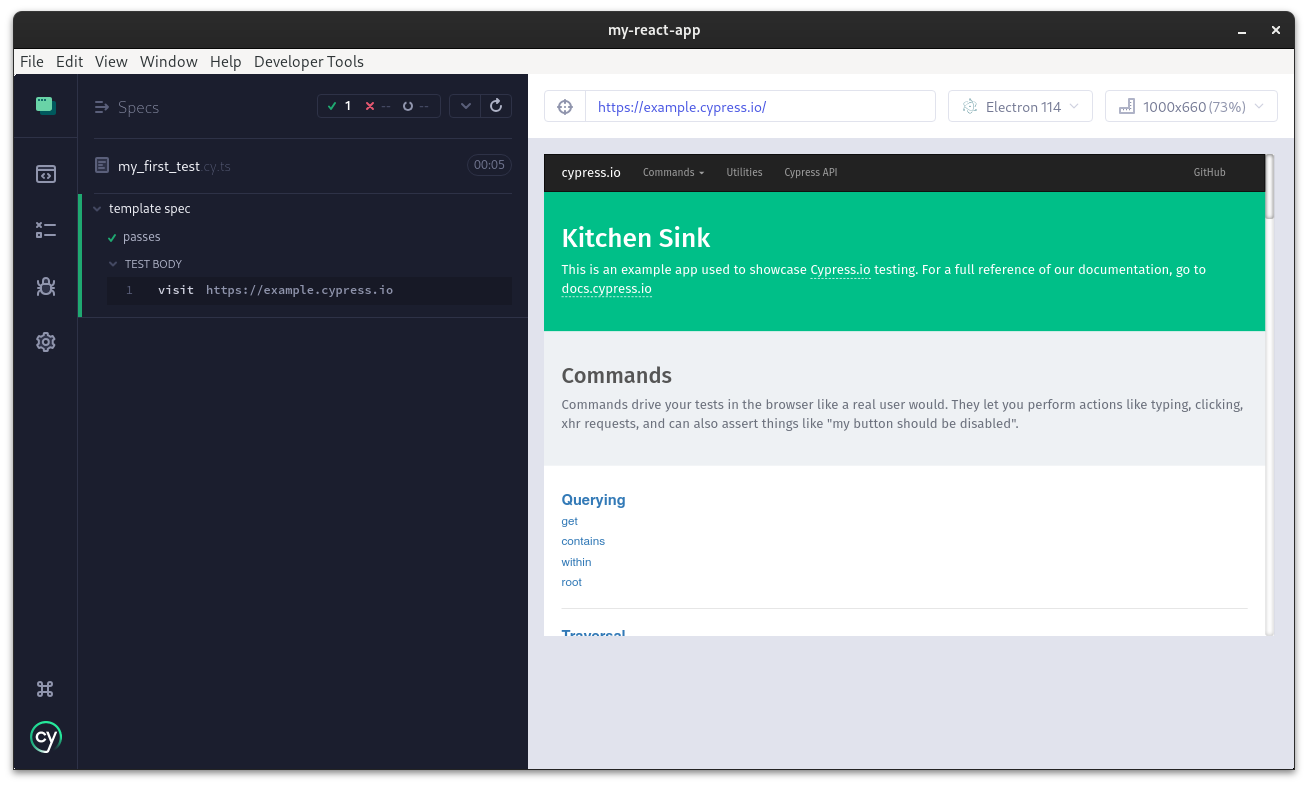 my-react-app
File Edit View Window Help Developer Tools
Specs 1 -- --
my_first_test.cy.ts 00:05
template spec
passes
TEST BODY
1 visit https://example.cypress.io
cy
https://example.cypress.io/ Electron 114 1000x660 (73%)
cypress.io Commands Utilities Cypress API GitHub
Kitchen Sink
This is an example app used to showcase Cypress.io testing. For a full reference of our documentation, go to
docs.cypress.io
Commands
Commands drive your tests in the browser like a real user would. They let you perform actions like typing, clicking,
xhr requests, and can also assert things like "my button should be disabled".
Querying
get
contains
within
root
Traversal